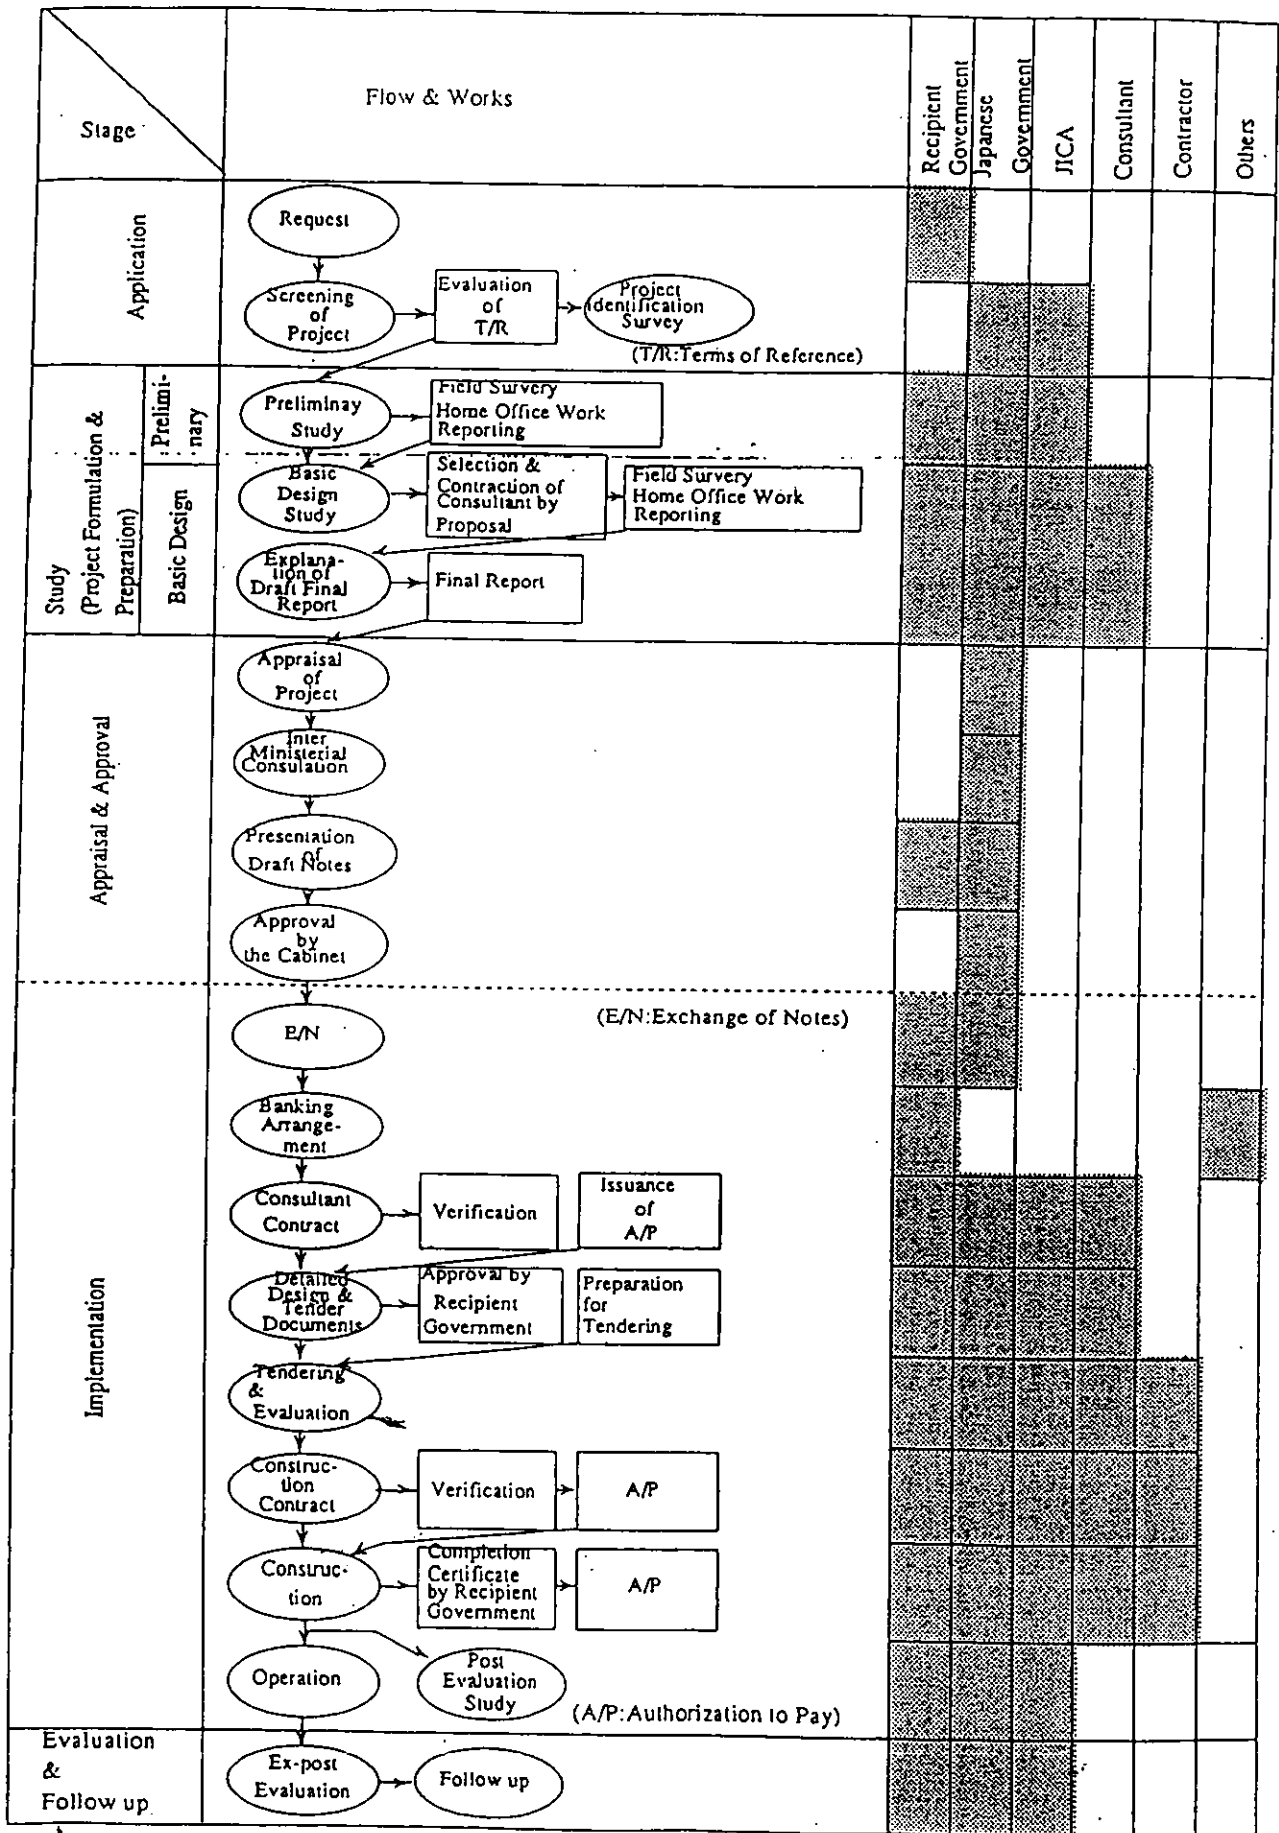 Stage
Flow & Works
Recipient
Government
Japanese
Government
JICA
Consultant
Contractor
Others
Application
Request
Screening
of
Project
Evaluation
of
T/R
Project
Identification
Survey
(T/R:Terms of Reference)
Study
(Project Formulation &
Preparation)
Prelimi-
nary
Preliminay
Study
Field Survery
Home Office Work
Reporting
Basic Design
Basic
Design
Study
Selection &
Contraction of
Consultant by
Proposal
Field Survery
Home Office Work
Reporting
Explana-
tion of
Draft Final
Report
Final Report
Appraisal & Approval
Appraisal
of
Project
Inter
Ministerial
Consulation
Presentation
of
Draft Notes
Approval
by
the Cabinet
Implementation
E/N
(E/N:Exchange of Notes)
Banking
Arrange-
ment
Consultant
Contract
Verification
Issuance
of
A/P
Detailed
Design &
Tender
Documents
Approval by
Recipient
Government
Preparation
for
Tendering
Tendering
&
Evaluation
Construc-
tion
Contract
Verification
A/P
Construc-
tion
Completion
Certificate
by Recipient
Government
A/P
Operation
Post
Evaluation
Study
(A/P:Authorization to Pay)
Evaluation
&
Follow up
Ex-post
Evaluation
Follow up